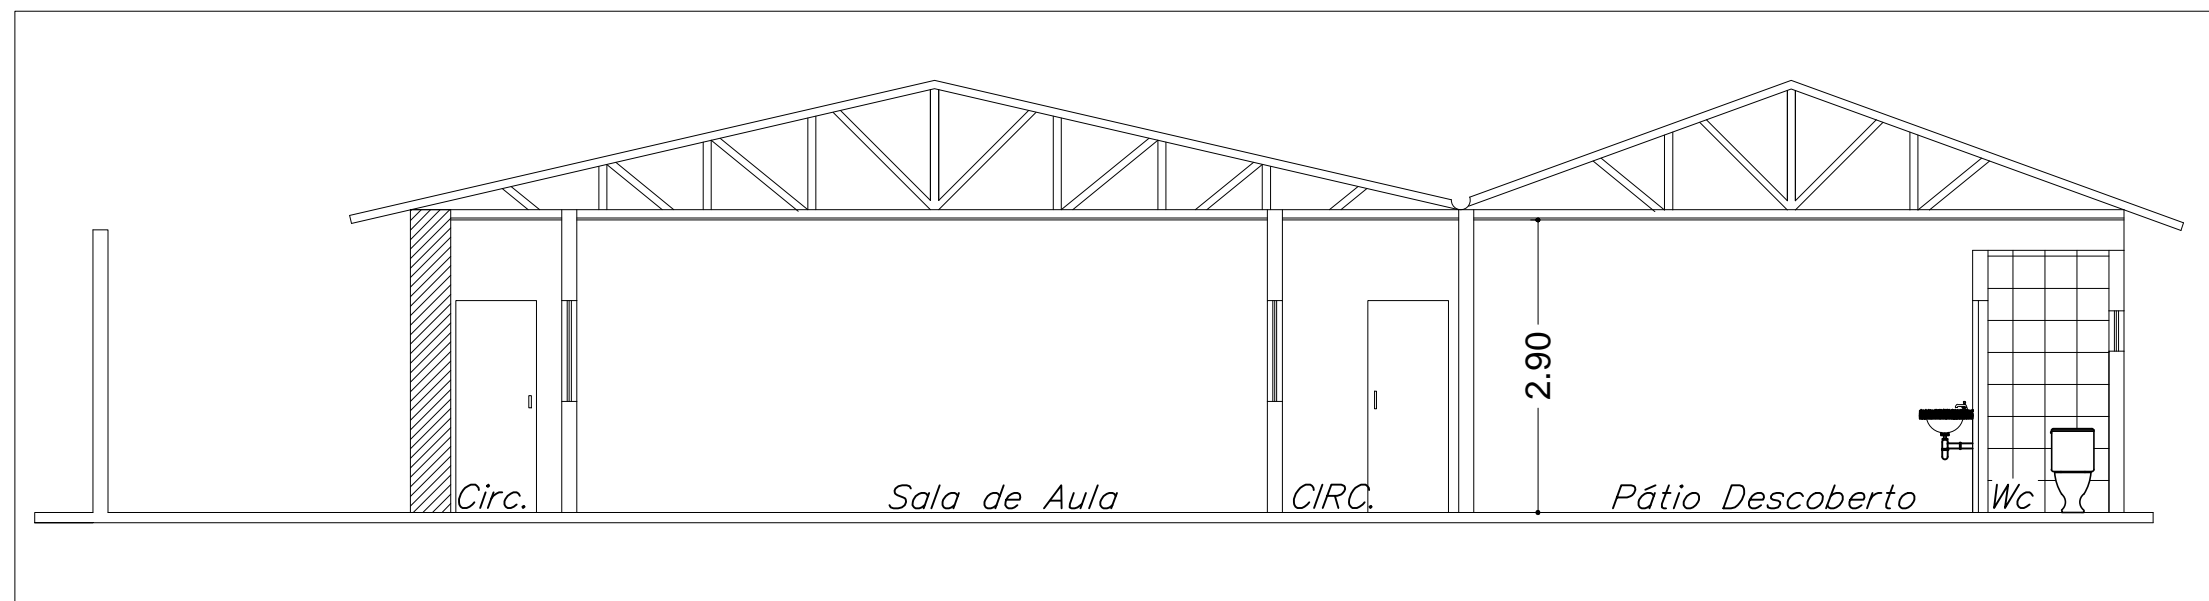 2.90
Circ.
Sala de Aula
CIRC.
Pátio Descoberto
Wc